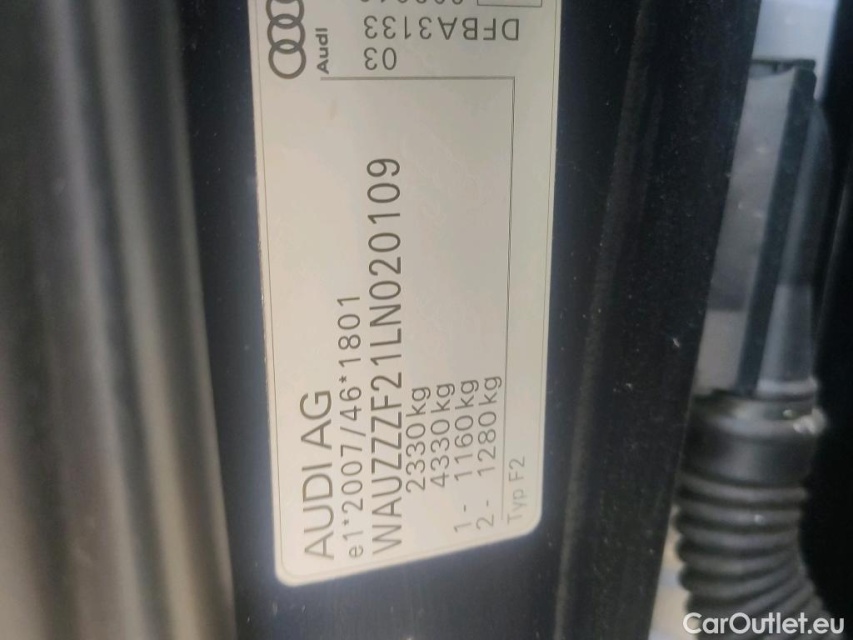 AUDI AG
e1*2007/46*1801
WAUZZZF21LN020109
2330kg
4330kg
1- 1160kg
2- 1280kg
Typ F2
Audi
03
DFBA3133
CarOutlet.eu